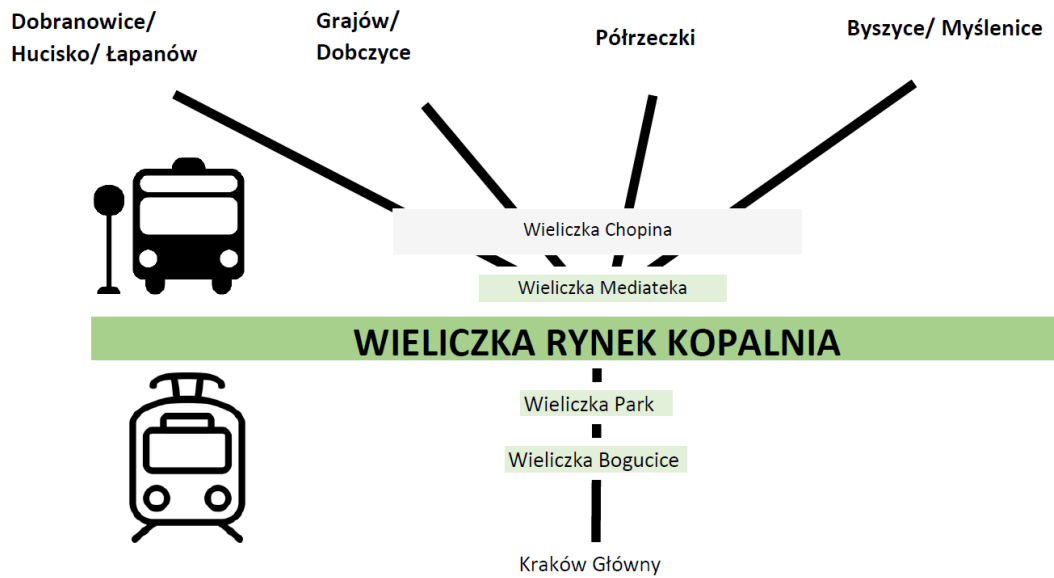 Dobranowice/
Hucisko/ Łapanów
Grajów/
Dobczyce
Półrzeczki
Byszyce/ Myślenice
Wieliczka Chopina
Wieliczka Mediateka
WIELICZKA RYNEK KOPALNIA
Wieliczka Park
Wieliczka Bogucice
Kraków Główny